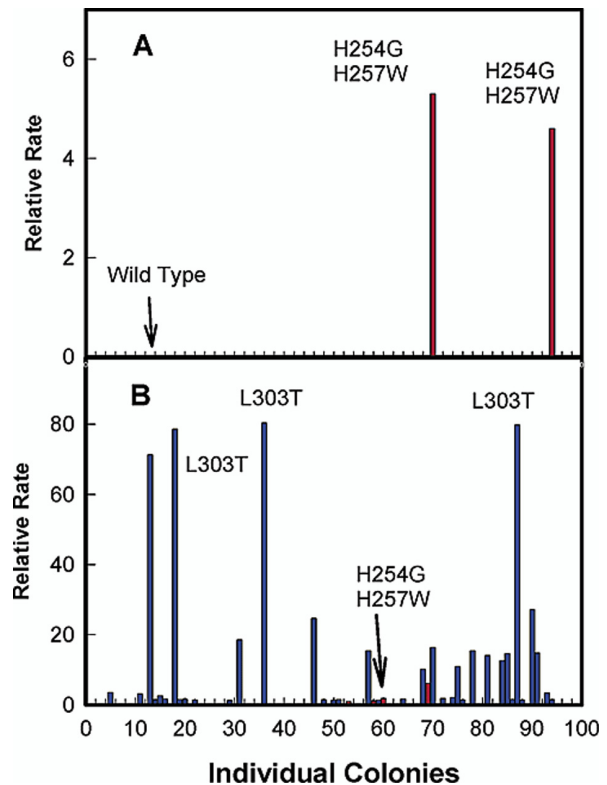 A
H254G
H257W
H254G
H257W
Wild Type
Relative Rate
6
4
2
0
B
L303T
L303T
L303T
H254G
H257W
Relative Rate
80
60
40
20
0
0 10 20 30 40 50 60 70 80 90 100
Individual Colonies